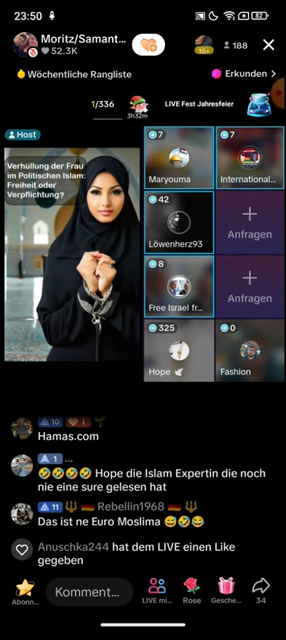 23:50
82
Moritz/Samant...
52.3K
10+
188
Wöchentliche Rangliste
Erkunden >
1/336
3h32m
LIVE Fest Jahresfeier
Host
Verhüllung der Frau
im Politischen Islam:
Freiheit oder
Verpflichtung?
7
Maryouma
7
International...
42
Löwenherz93
+
Anfragen
8
Free Israel fr...
+
Anfragen
325
Hope 🕊
0
Fashion
10
1
Hamas.com
1 ...
🤣🤣🤣🤣 Hope die Islam Expertin die noch
nie eine sure gelesen hat
11 🔱 🇩🇪 Rebellin1968 🇩🇪 🔱
Das ist ne Euro Moslima 😅🤣😂
Anuschka244 hat dem LIVE einen Like
gegeben
Abonn...
Komment...
LIVE mi...
Rose
Gesche...
34